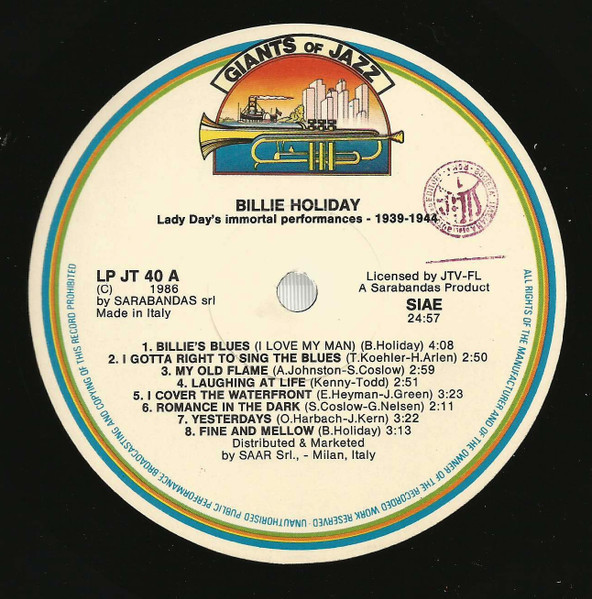 GIANTS OF JAZZ
BILLIE HOLIDAY
Lady Day's immortal performances - 1939-1944
LP JT 40 A
(C) 1986
by SARABANDAS srl
Made in Italy
Licensed by JTV-FL
A Sarabandas Product
SIAE
24:57
1. BILLIE'S BLUES (I LOVE MY MAN) (B.Holiday) 4:08
2. I GOTTA RIGHT TO SING THE BLUES (T.Koehler-H.Arlen) 2:50
3. MY OLD FLAME (A.Johnston-S.Coslow) 2:59
4. LAUGHING AT LIFE (Kenny-Todd) 2:51
5. I COVER THE WATERFRONT (E.Heyman-J.Green) 3:23
6. ROMANCE IN THE DARK (S.Coslow-G.Nelsen) 2:11
7. YESTERDAYS (O.Harbach-J.Kern) 3:22
8. FINE AND MELLOW (B.Holiday) 3:13
Distributed & Marketed
by SAAR Srl., - Milan, Italy
ALL RIGHTS OF THE MANUFACTURER AND OF THE OWNER OF THE RECORDED WORK RESERVED · UNAUTHORISED PUBLIC PERFORMANCE BROADCASTING AND COPYING OF THIS RECORD PROHIBITED